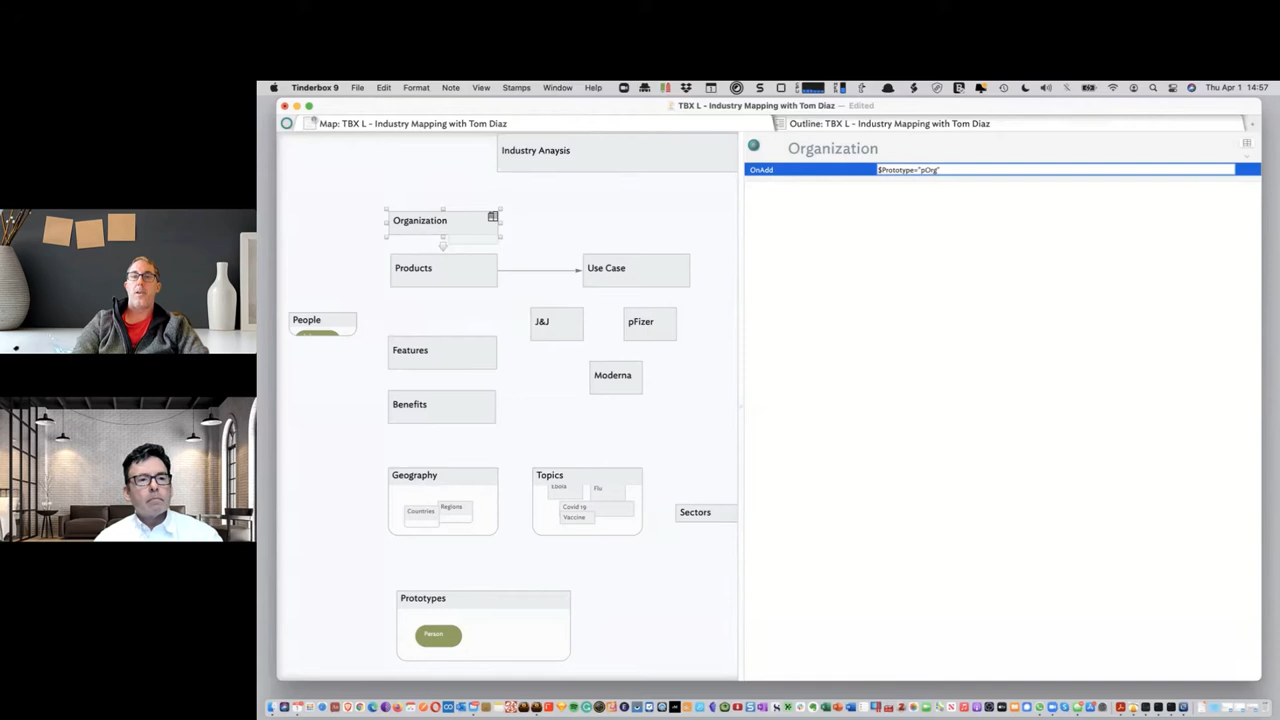 Tinderbox 9 File Edit Format Note View Stamps Window Help Thu Apr 1 14:57
TBX L - Industry Mapping with Tom Diaz — Edited
Map: TBX L - Industry Mapping with Tom Diaz
Outline: TBX L - Industry Mapping with Tom Diaz
Industry Anaysis
Organization
OnAdd
$Prototype="pOrg"
Organization
Products
Use Case
People
J&J
pFizer
Features
Moderna
Benefits
Geography
Countries
Regions
Topics
Ebola
Flu
Covid 19
Vaccine
Sectors
Prototypes
Person